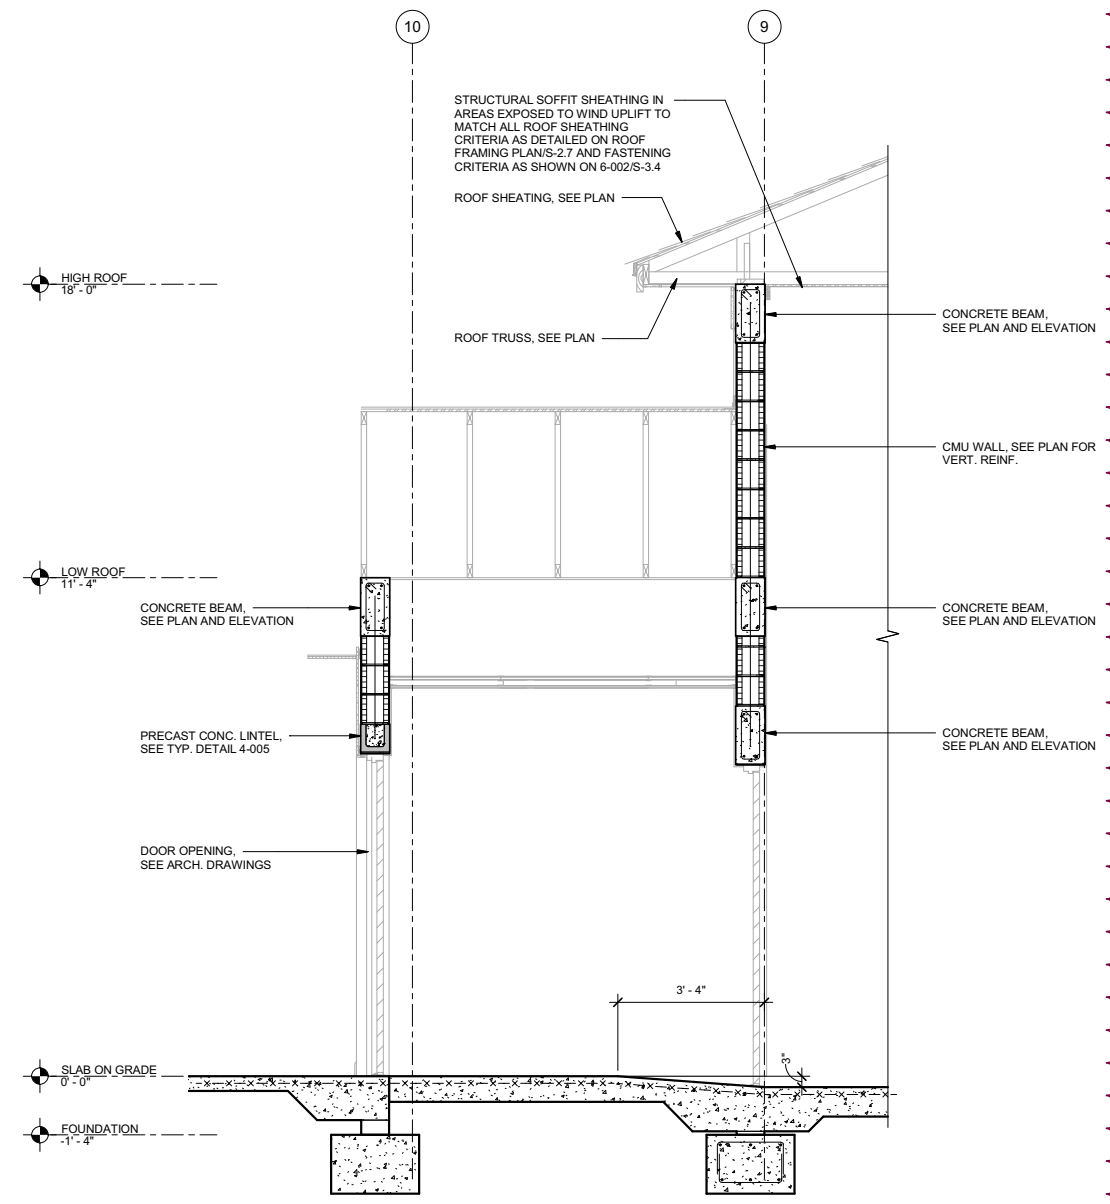 10
9
STRUCTURAL SOFFIT SHEATHING IN
AREAS EXPOSED TO WIND UPLIFT TO
MATCH ALL ROOF SHEATHING
CRITERIA AS DETAILED ON ROOF
FRAMING PLAN/S-2.7 AND FASTENING
CRITERIA AS SHOWN ON 6-002/S-3.4
ROOF SHEATING, SEE PLAN
HIGH ROOF
18' - 0"
CONCRETE BEAM,
SEE PLAN AND ELEVATION
ROOF TRUSS, SEE PLAN
CMU WALL, SEE PLAN FOR
VERT. REINF.
LOW ROOF
11' - 4"
CONCRETE BEAM,
SEE PLAN AND ELEVATION
CONCRETE BEAM,
SEE PLAN AND ELEVATION
PRECAST CONC. LINTEL,
SEE TYP. DETAIL 4-005
CONCRETE BEAM,
SEE PLAN AND ELEVATION
DOOR OPENING,
SEE ARCH. DRAWINGS
3' - 4"
3"
SLAB ON GRADE
0' - 0"
FOUNDATION
-1' - 4"